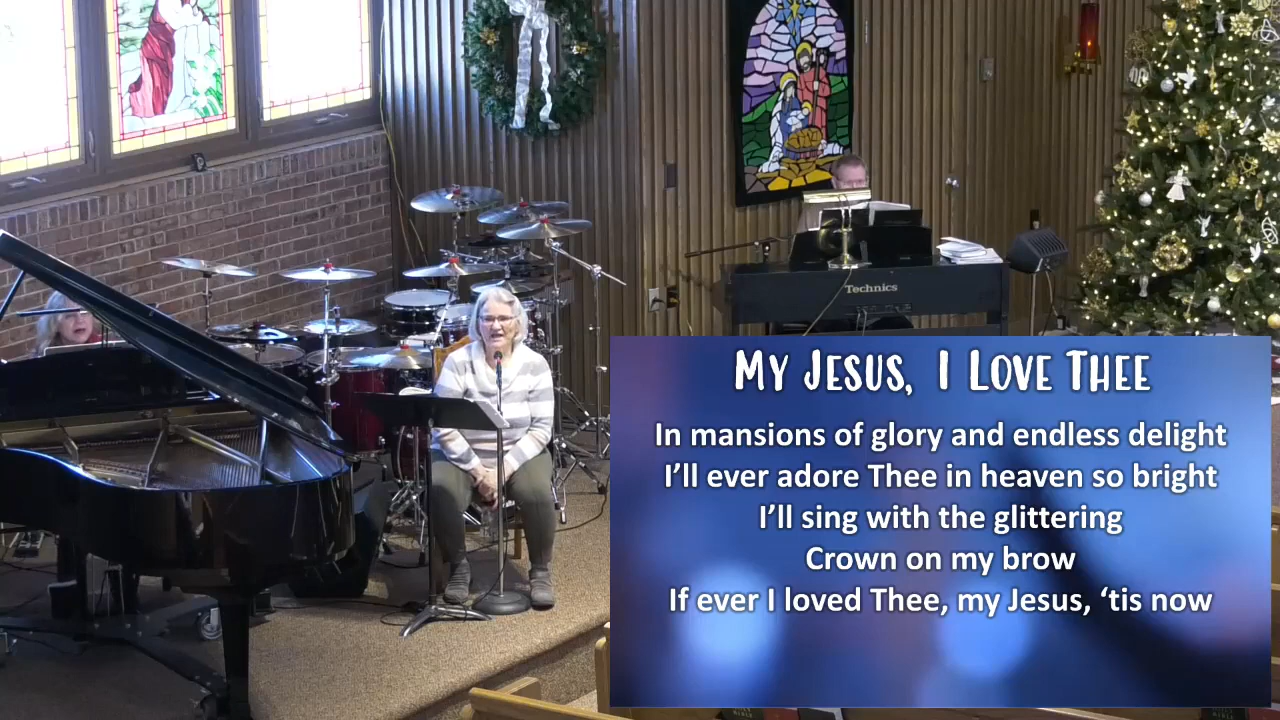 Technics
MY JESUS, I LOVE THEE
In mansions of glory and endless delight
I'll ever adore Thee in heaven so bright
I'll sing with the glittering
Crown on my brow
If ever I loved Thee, my Jesus, ‘tis now